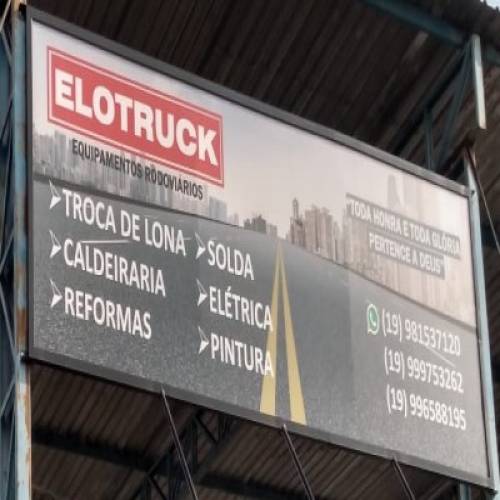 ELOTRUCK
EQUIPAMENTOS RODOVIÁRIOS
TROCA DE LONA
CALDEIRARIA
REFORMAS
SOLDA
ELÉTRICA
PINTURA
"TODA HONRA E TODA GLÓRIA
PERTENCE A DEUS"
(19) 981537120
(19) 999753262
(19) 996588195